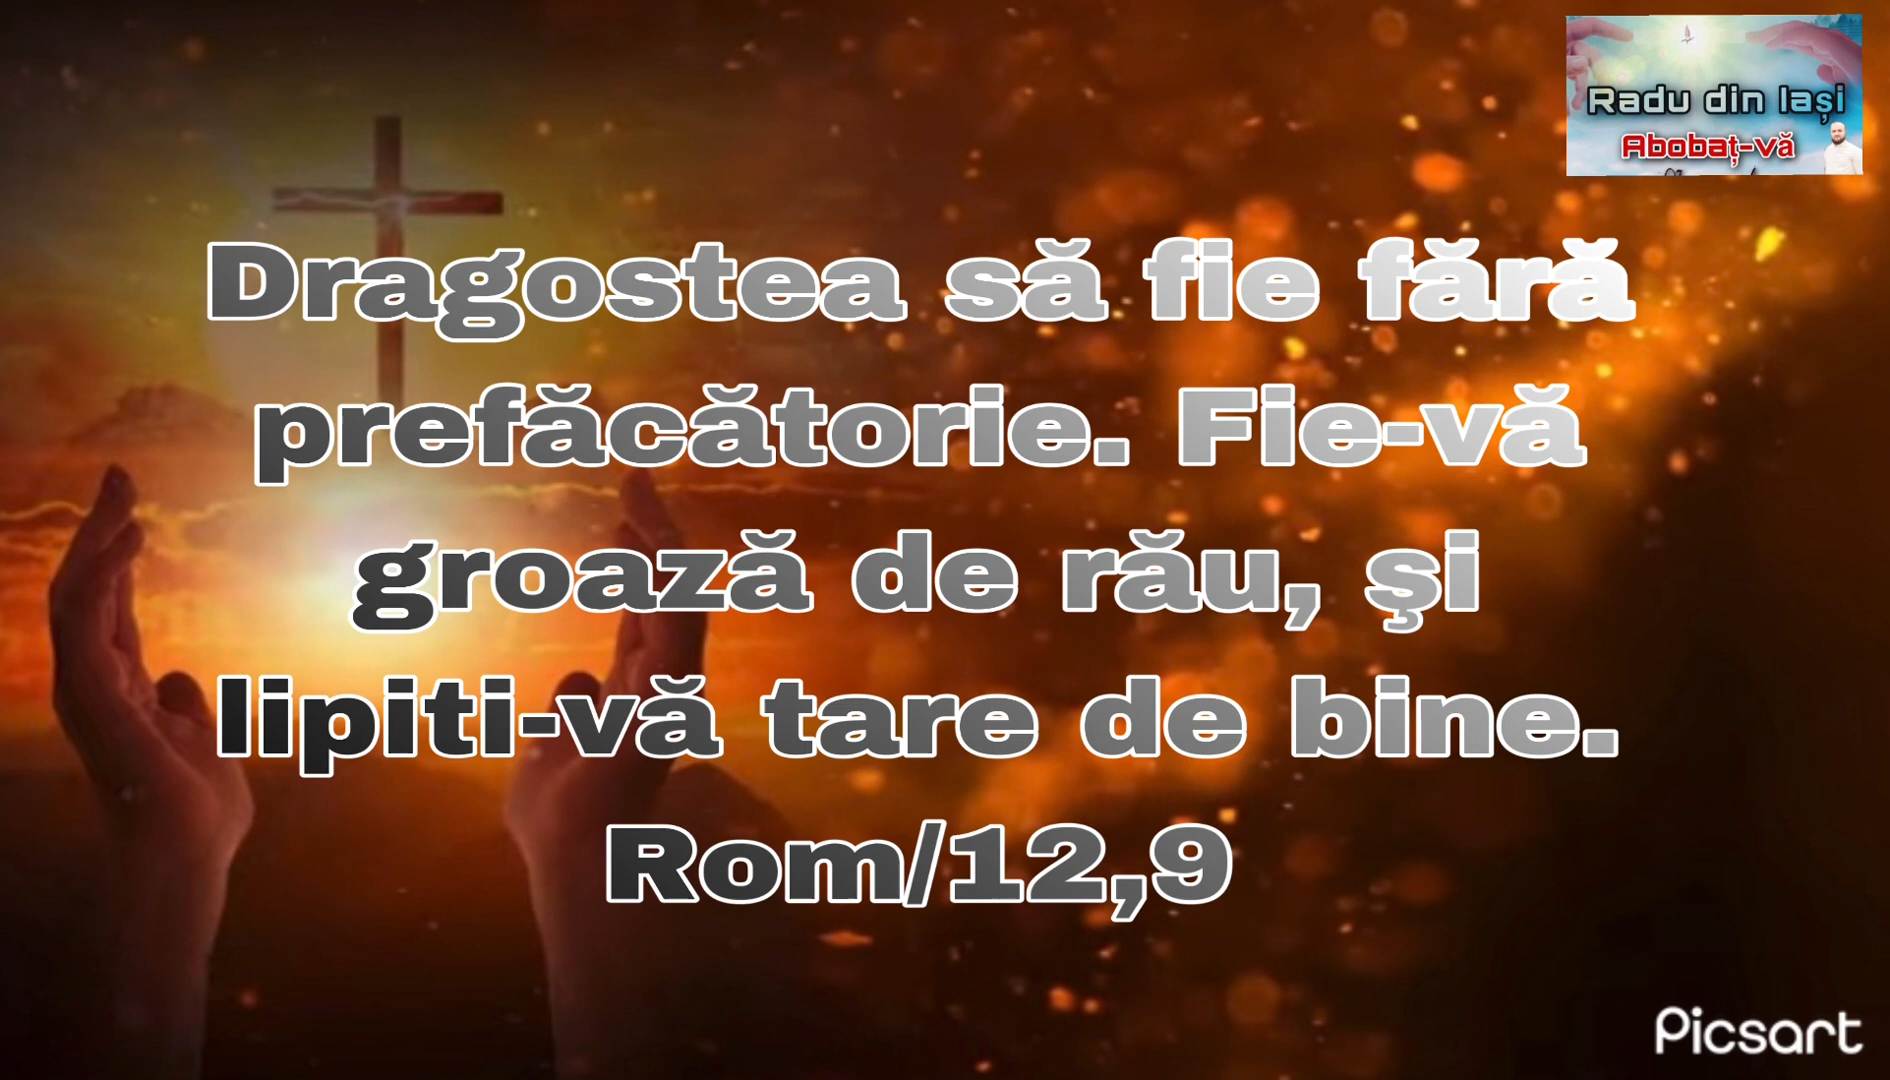 Radu din Iași
Abobaț-vă
Dragostea să fie fără
prefăcătorie. Fie-vă
groază de rău, şi
lipiti-vă tare de bine.
Rom/12,9
Picsart